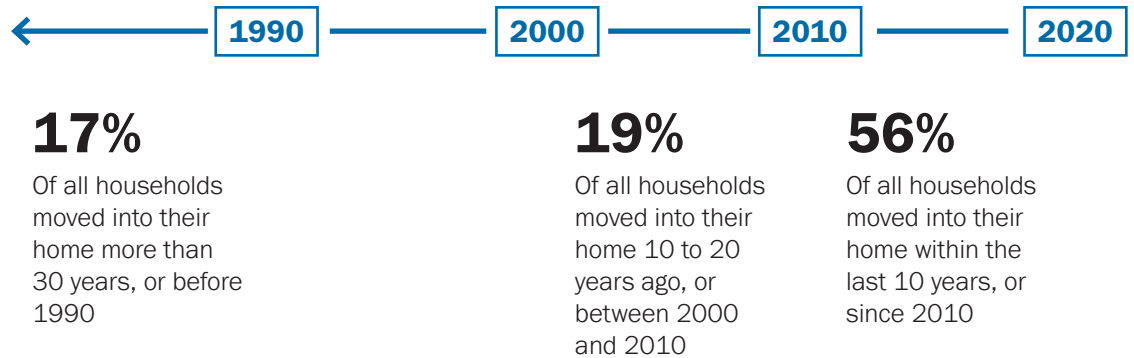 1990
2000
2010
2020
17%
Of all households
moved into their
home more than
30 years, or before
1990
19%
Of all households
moved into their
home 10 to 20
years ago, or
between 2000
and 2010
56%
Of all households
moved into their
home within the
last 10 years, or
since 2010